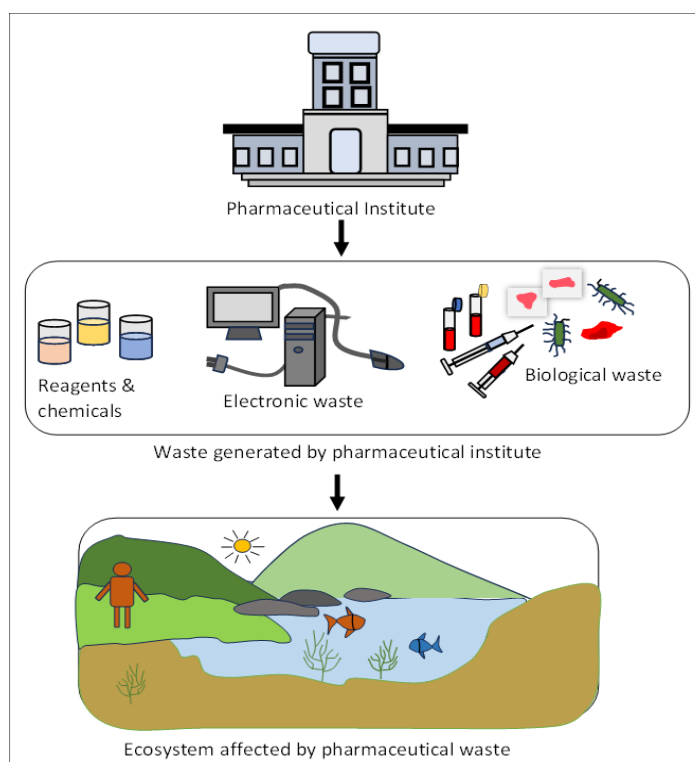 Pharmaceutical Institute
Reagents &
chemicals
Electronic waste
Biological waste
Waste generated by pharmaceutical institute
Ecosystem affected by pharmaceutical waste